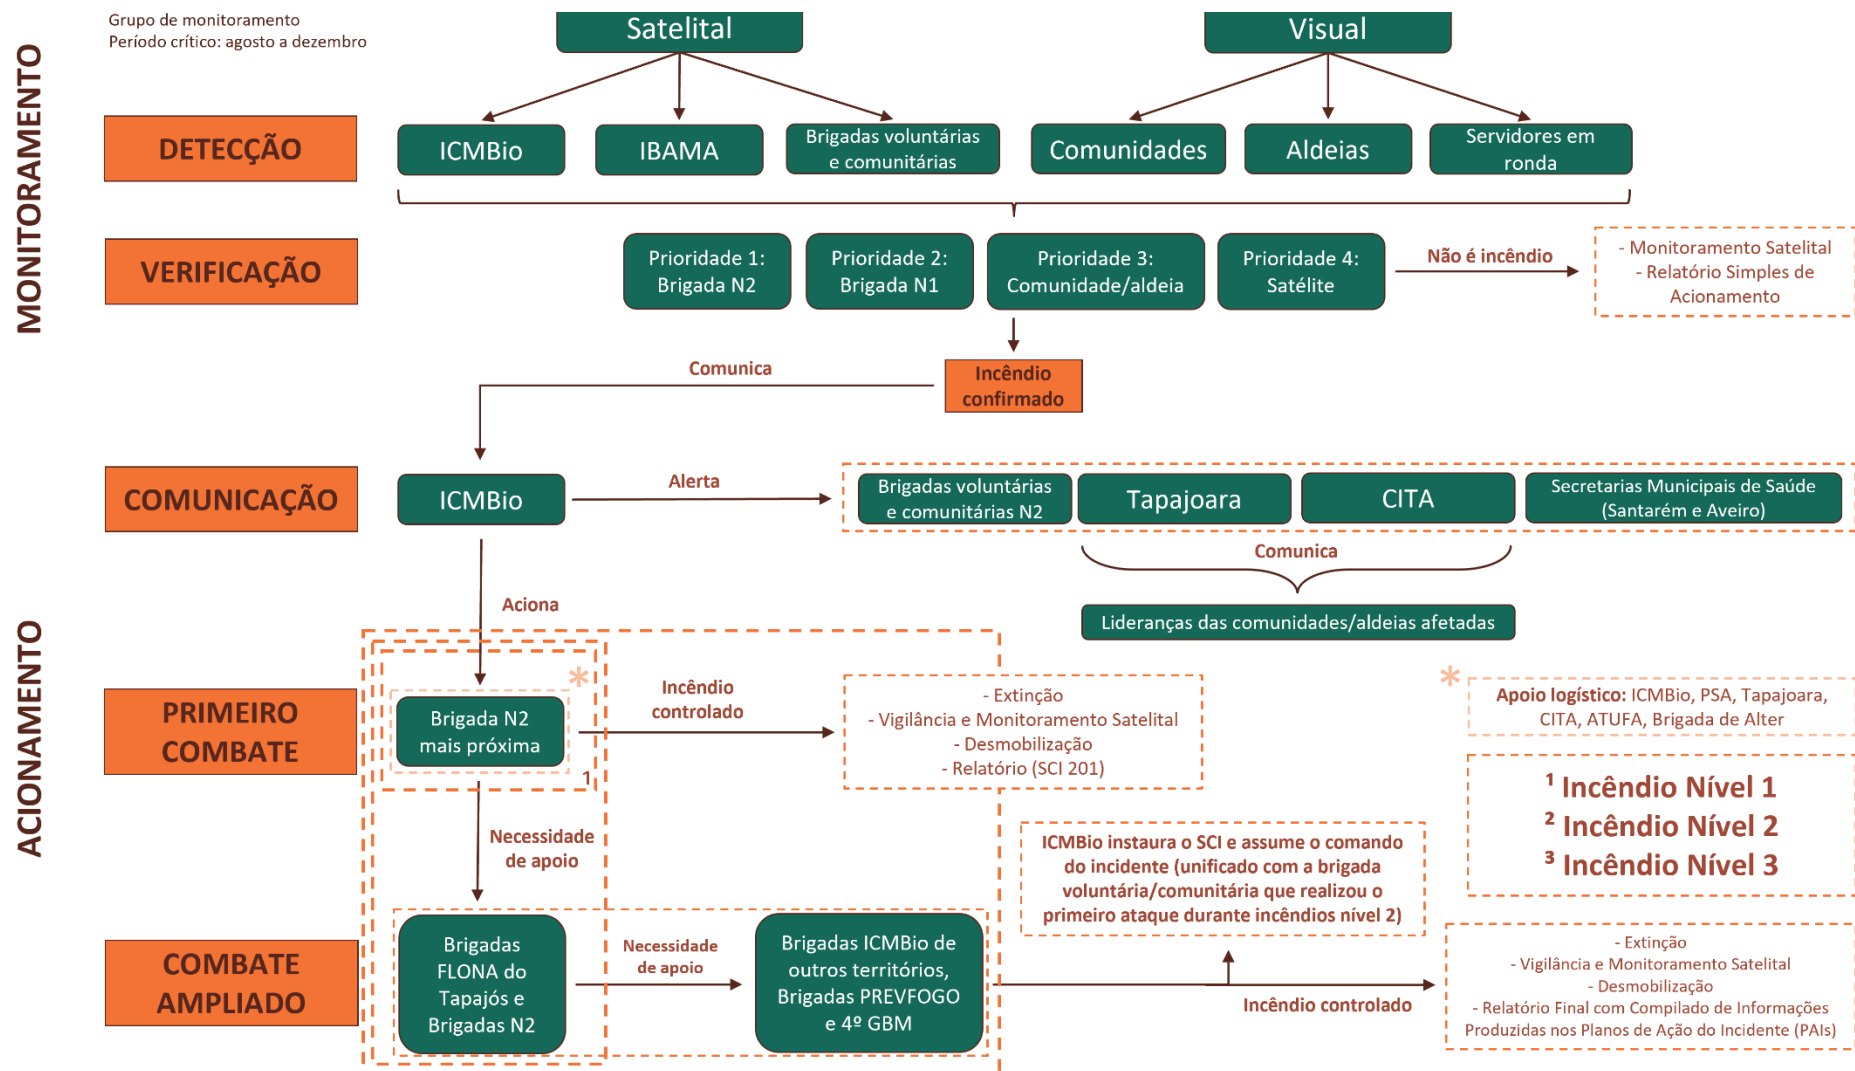 Grupo de monitoramento
Período crítico: agosto a dezembro
MONITORAMENTO
Satelital
Visual
DETECÇÃO
ICMBio
IBAMA
Brigadas voluntárias
e comunitárias
Comunidades
Aldeias
Servidores em
ronda
VERIFICAÇÃO
Prioridade 1:
Brigada N2
Prioridade 2:
Brigada N1
Prioridade 3:
Comunidade/aldeia
Prioridade 4:
Satélite
Não é incêndio
- Monitoramento Satelital
- Relatório Simples de
Acionamento
Comunica
Incêndio
confirmado
COMUNICAÇÃO
ICMBio
Alerta
Brigadas voluntárias
e comunitárias N2
Tapajoara
CITA
Secretarias Municipais de Saúde
(Santarém e Aveiro)
Comunica
Lideranças das comunidades/aldeias afetadas
Aciona
ACIONAMENTO
PRIMEIRO
COMBATE
Brigada N2
mais próxima
*
1
Incêndio
controlado
- Extinção
- Vigilância e Monitoramento Satelital
- Desmobilização
- Relatório (SCI 201)
*
Apoio logístico: ICMBio, PSA, Tapajoara,
CITA, ATUFA, Brigada de Alter
¹ Incêndio Nível 1
² Incêndio Nível 2
³ Incêndio Nível 3
Necessidade
de apoio
ICMBio instaura o SCI e assume o comando
do incidente (unificado com a brigada
voluntária/comunitária que realizou o
primeiro ataque durante incêndios nível 2)
COMBATE
AMPLIADO
Brigadas
FLONA do
Tapajós e
Brigadas N2
Necessidade
de apoio
Brigadas ICMBio de
outros territórios,
Brigadas PREVFOGO
e 4º GBM
Incêndio controlado
- Extinção
- Vigilância e Monitoramento Satelital
- Desmobilização
- Relatório Final com Compilado de Informações
Produzidas nos Planos de Ação do Incidente (PAIs)